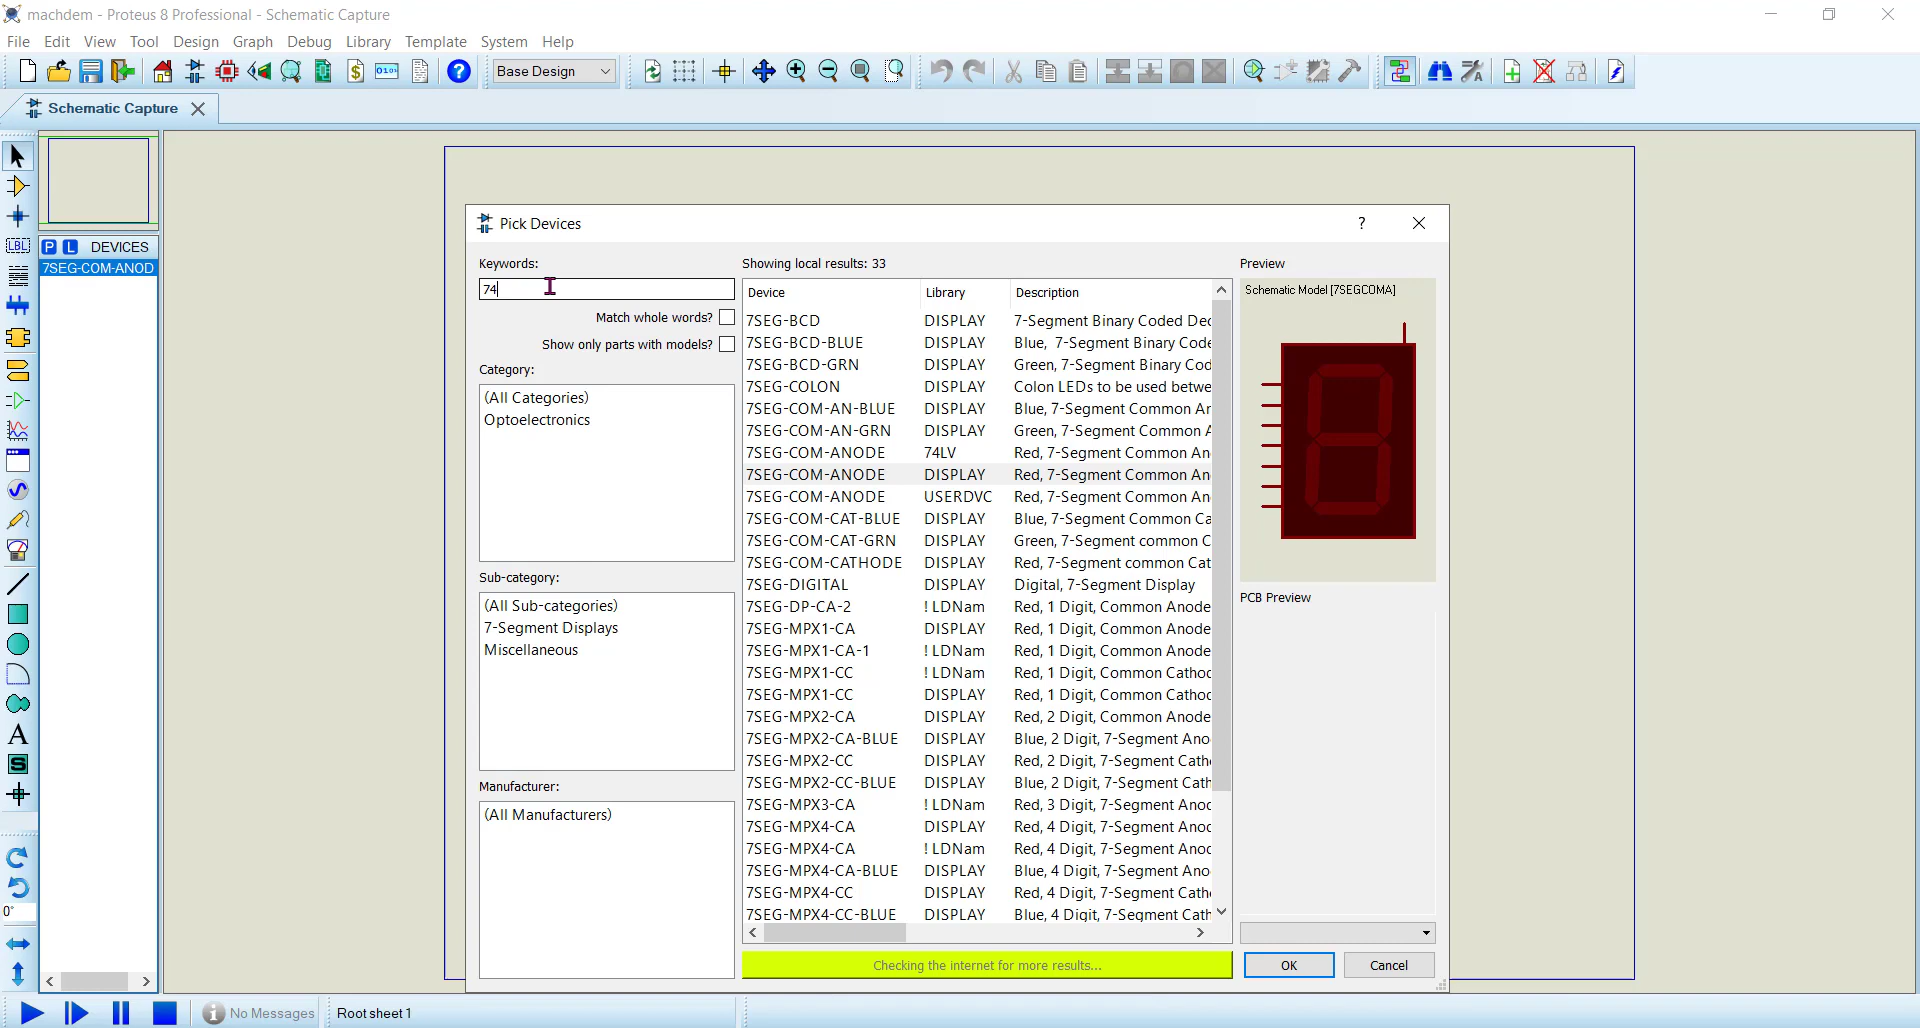 machdem - Proteus 8 Professional - Schematic Capture
File Edit View Tool Design Graph Debug Library Template System Help
Base Design
Schematic Capture
LBL
P L DEVICES
7SEG-COM-ANOD
Pick Devices
?
Keywords:
74
Match whole words?
Show only parts with models?
Category:
(All Categories)
Optoelectronics
Sub-category:
(All Sub-categories)
7-Segment Displays
Miscellaneous
Manufacturer:
(All Manufacturers)
Showing local results: 33
Device Library Description
7SEG-BCD DISPLAY 7-Segment Binary Coded Dec
7SEG-BCD-BLUE DISPLAY Blue, 7-Segment Binary Code
7SEG-BCD-GRN DISPLAY Green, 7-Segment Binary Cod
7SEG-COLON DISPLAY Colon LEDs to be used betwe
7SEG-COM-AN-BLUE DISPLAY Blue, 7-Segment Common An
7SEG-COM-AN-GRN DISPLAY Green, 7-Segment Common A
7SEG-COM-ANODE 74LV Red, 7-Segment Common An
7SEG-COM-ANODE DISPLAY Red, 7-Segment Common An
7SEG-COM-ANODE USERDVC Red, 7-Segment Common An
7SEG-COM-CAT-BLUE DISPLAY Blue, 7-Segment Common Ca
7SEG-COM-CAT-GRN DISPLAY Green, 7-Segment common C
7SEG-COM-CATHODE DISPLAY Red, 7-Segment common Cat
7SEG-DIGITAL DISPLAY Digital, 7-Segment Display
7SEG-DP-CA-2 !LDNam Red, 1 Digit, Common Anode
7SEG-MPX1-CA DISPLAY Red, 1 Digit, Common Anode
7SEG-MPX1-CA-1 !LDNam Red, 1 Digit, Common Anode
7SEG-MPX1-CC !LDNam Red, 1 Digit, Common Cathoc
7SEG-MPX1-CC DISPLAY Red, 1 Digit, Common Cathoc
7SEG-MPX2-CA DISPLAY Red, 2 Digit, Common Anode
7SEG-MPX2-CA-BLUE DISPLAY Blue, 2 Digit, 7-Segment Ano
7SEG-MPX2-CC DISPLAY Red, 2 Digit, 7-Segment Cath
7SEG-MPX2-CC-BLUE DISPLAY Blue, 2 Digit, 7-Segment Cath
7SEG-MPX3-CA !LDNam Red, 3 Digit, 7-Segment Anoc
7SEG-MPX4-CA DISPLAY Red, 4 Digit, 7-Segment Anoc
7SEG-MPX4-CA !LDNam Red, 4 Digit, 7-Segment Anoc
7SEG-MPX4-CA-BLUE DISPLAY Blue, 4 Digit, 7-Segment Ano
7SEG-MPX4-CC DISPLAY Red, 4 Digit, 7-Segment Cath
7SEG-MPX4-CC-BLUE DISPLAY Blue, 4 Digit, 7-Segment Cath
Checking the internet for more results...
Preview
Schematic Model [7SEGCOMA]
PCB Preview
OK Cancel
A
S
0°
No Messages Root sheet 1